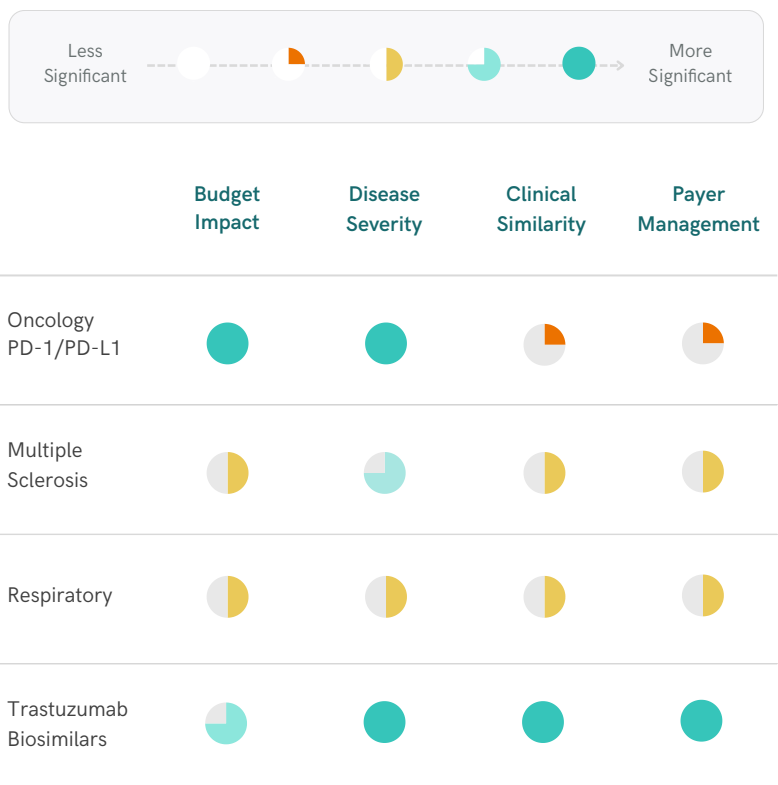 Less
Significant
More
Significant
Budget
Impact
Disease
Severity
Clinical
Similarity
Payer
Management
Oncology
PD-1/PD-L1
Multiple
Sclerosis
Respiratory
Trastuzumab
Biosimilars